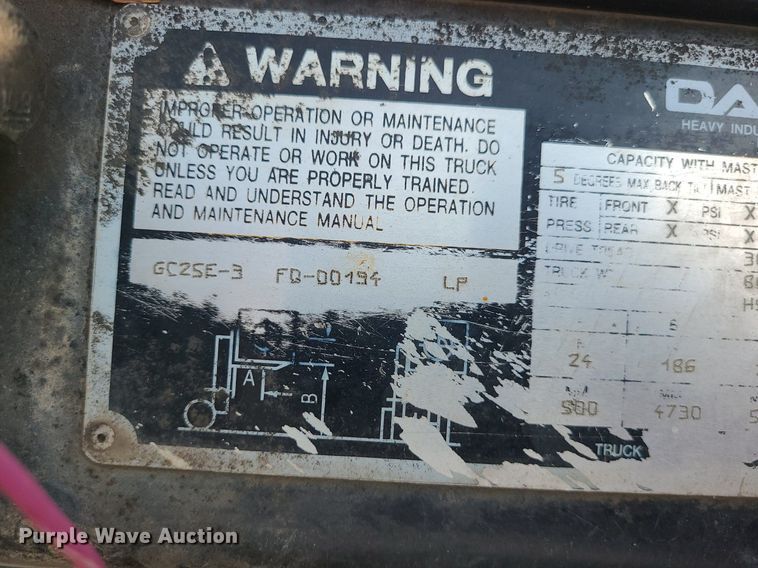 WARNING
IMPROPER OPERATION OR MAINTENANCE
COULD RESULT IN INJURY OR DEATH. DO
NOT OPERATE OR WORK ON THIS TRUCK
UNLESS YOU ARE PROPERLY TRAINED.
READ AND UNDERSTAND THE OPERATION
AND MAINTENANCE MANUAL
GC25E-3 FQ-00194 LP
A
B
DA
HEAVY INDU
CAPACITY WITH MAST
5 DEGREES MAX BACK TILT MAST
TIRE FRONT X PSI X
PRESS REAR X PSI X
A B
24 186
500 4730 5
TRUCK
Purple Wave Auction